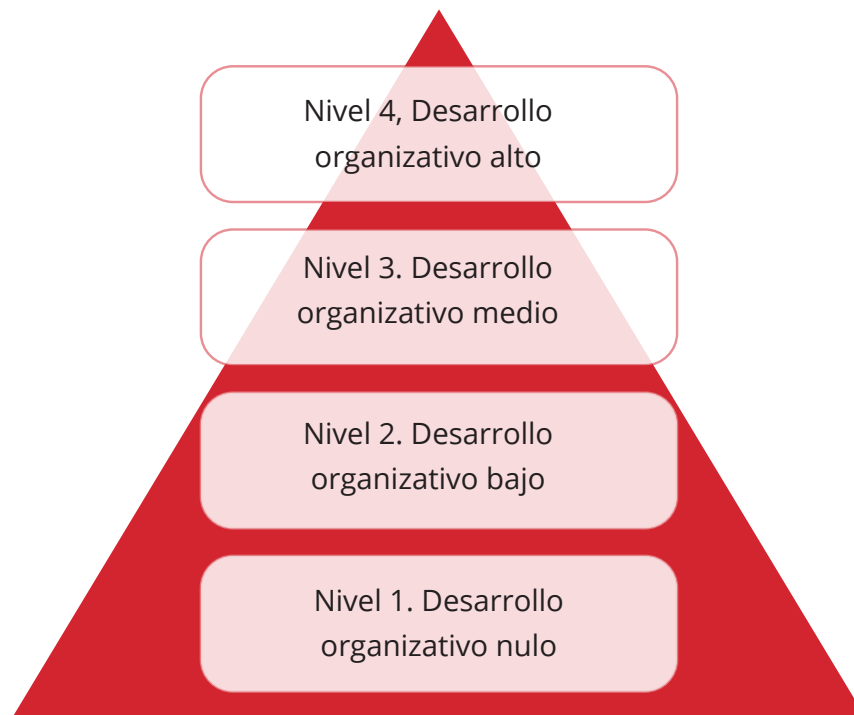 Nivel 4, Desarrollo
organizativo alto
Nivel 3. Desarrollo
organizativo medio
Nivel 2. Desarrollo
organizativo bajo
Nivel 1. Desarrollo
organizativo nulo